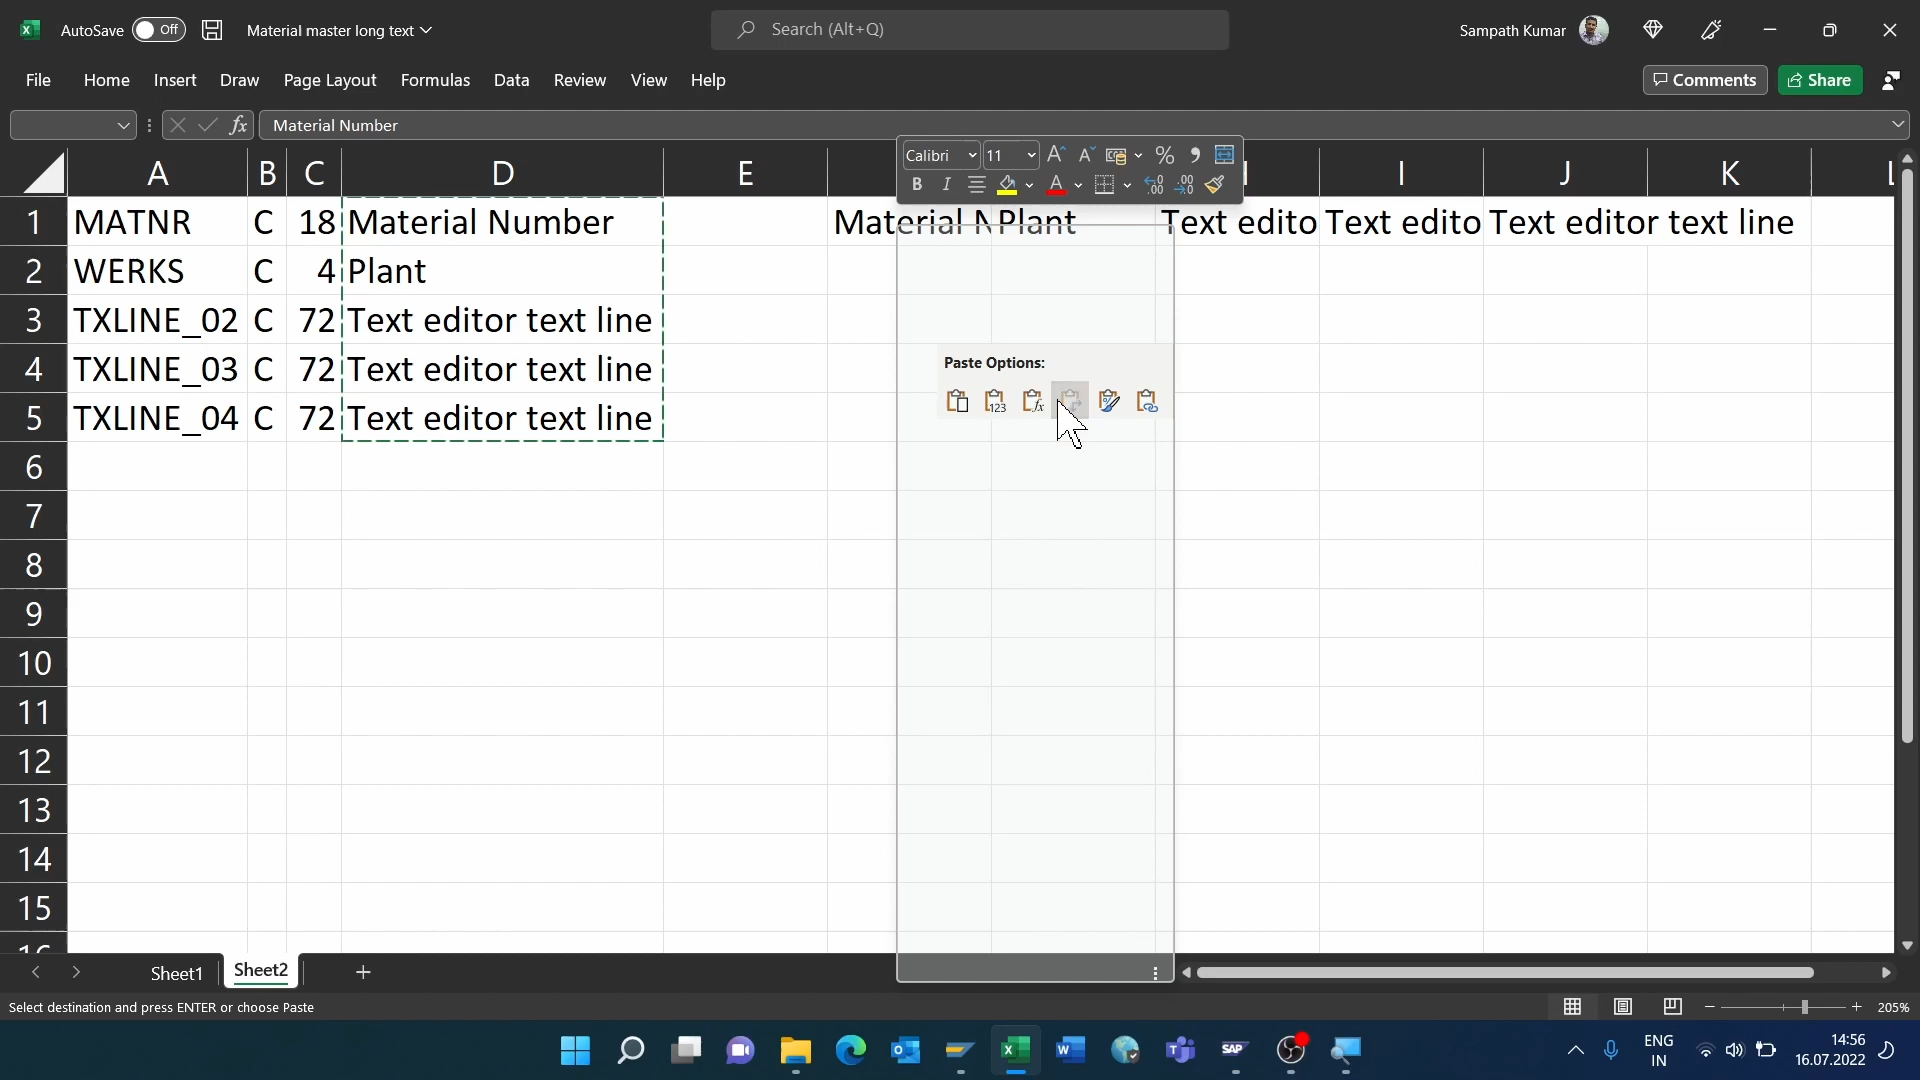 AutoSave Off Material master long text Search (Alt+Q) Sampath Kumar
File Home Insert Draw Page Layout Formulas Data Review View Help Comments Share
fx Material Number
Calibri 11
B I A
A B C D E I J K L
1 MATNR C 18 Material Number Material N Plant Text edito Text edito Text editor text line
2 WERKS C 4 Plant
3 TXLINE_02 C 72 Text editor text line
4 TXLINE_03 C 72 Text editor text line
Paste Options:
5 TXLINE_04 C 72 Text editor text line
6
7
8
9
10
11
12
13
14
15
16
Sheet1 Sheet2
Select destination and press ENTER or choose Paste 205%
ENG 14:56
IN 16.07.2022